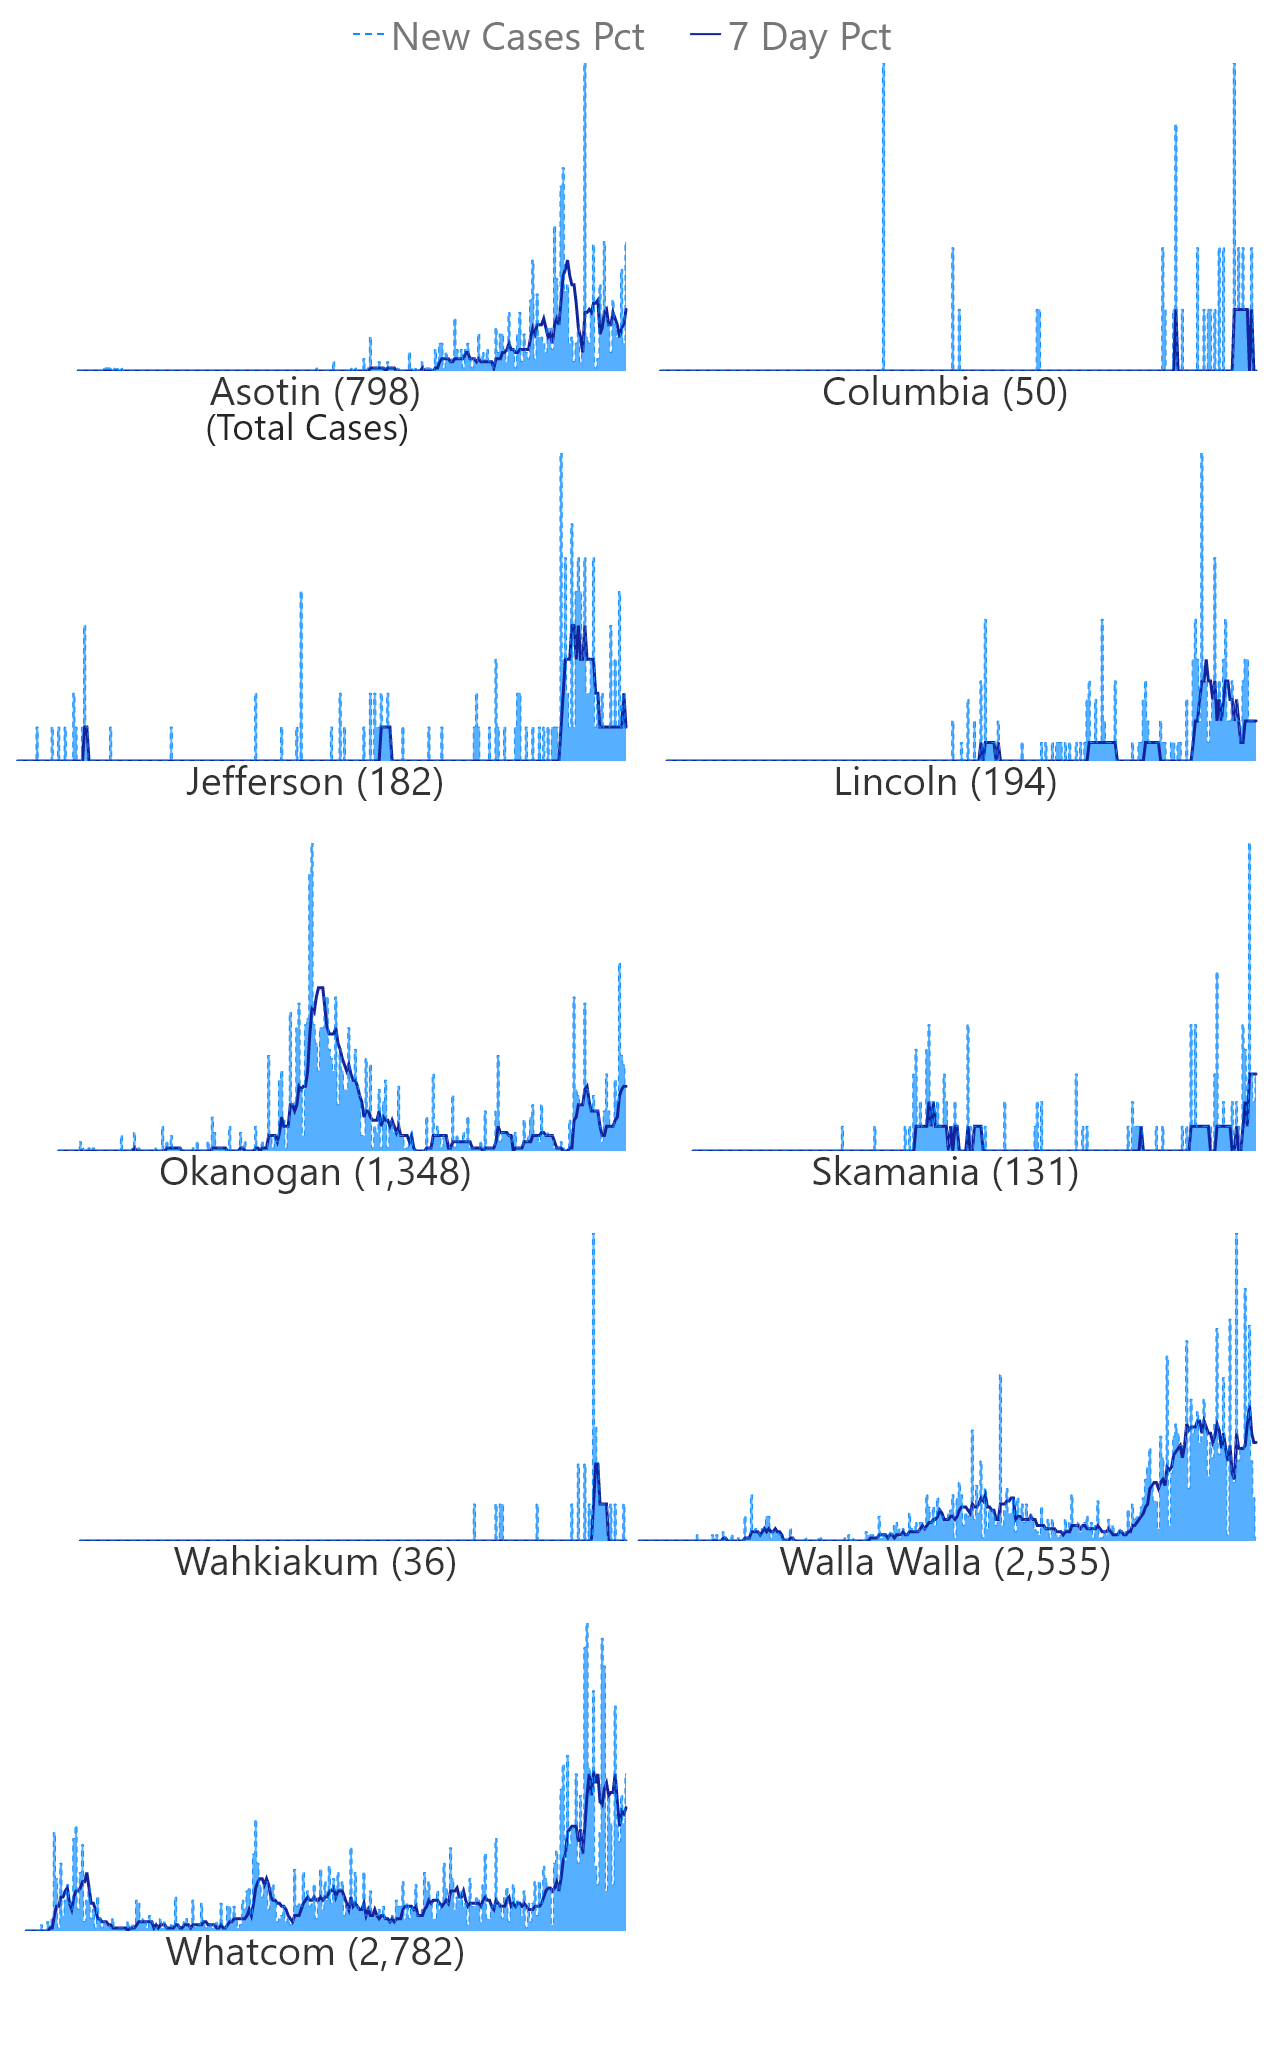 New Cases Pct 7 Day Pct
Asotin (798)
(Total Cases)
Columbia (50)
Jefferson (182)
Lincoln (194)
Okanogan (1,348)
Skamania (131)
Wahkiakum (36)
Walla Walla (2,535)
Whatcom (2,782)